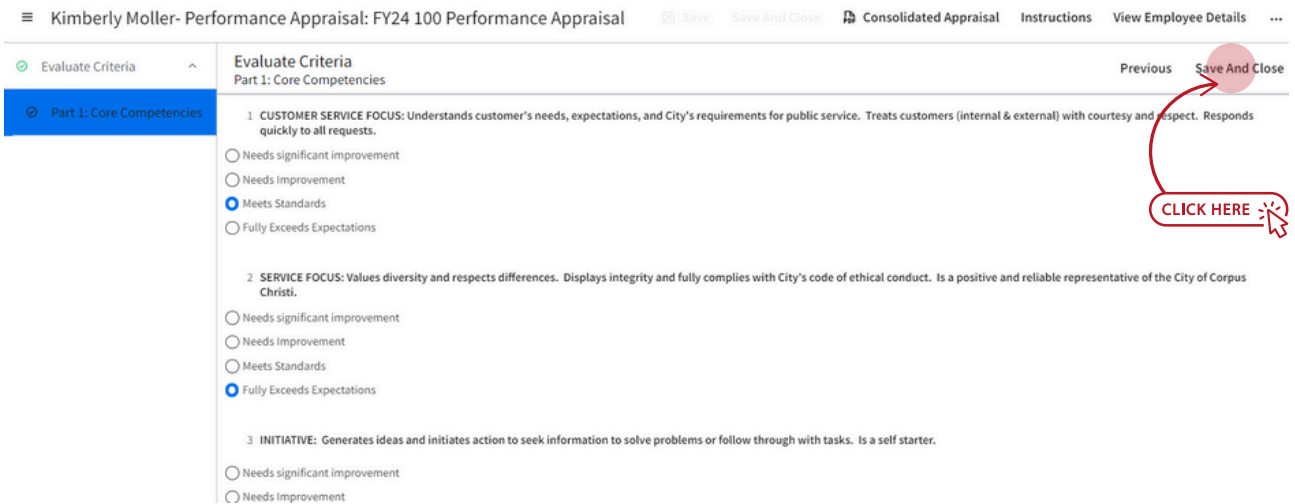 Kimberly Moller- Performance Appraisal: FY24 100 Performance Appraisal
Save
Save And Close
Consolidated Appraisal
Instructions
View Employee Details
...
Evaluate Criteria
Part 1: Core Competencies
Evaluate Criteria
Part 1: Core Competencies
Previous
Save And Close
1 CUSTOMER SERVICE FOCUS: Understands customer's needs, expectations, and City's requirements for public service. Treats customers (internal & external) with courtesy and respect. Responds
quickly to all requests.
Needs significant improvement
Needs Improvement
Meets Standards
Fully Exceeds Expectations
CLICK HERE
2 SERVICE FOCUS: Values diversity and respects differences. Displays integrity and fully complies with City's code of ethical conduct. Is a positive and reliable representative of the City of Corpus
Christi.
Needs significant improvement
Needs Improvement
Meets Standards
Fully Exceeds Expectations
3 INITIATIVE: Generates ideas and initiates action to seek information to solve problems or follow through with tasks. Is a self starter.
Needs significant improvement
Needs Improvement